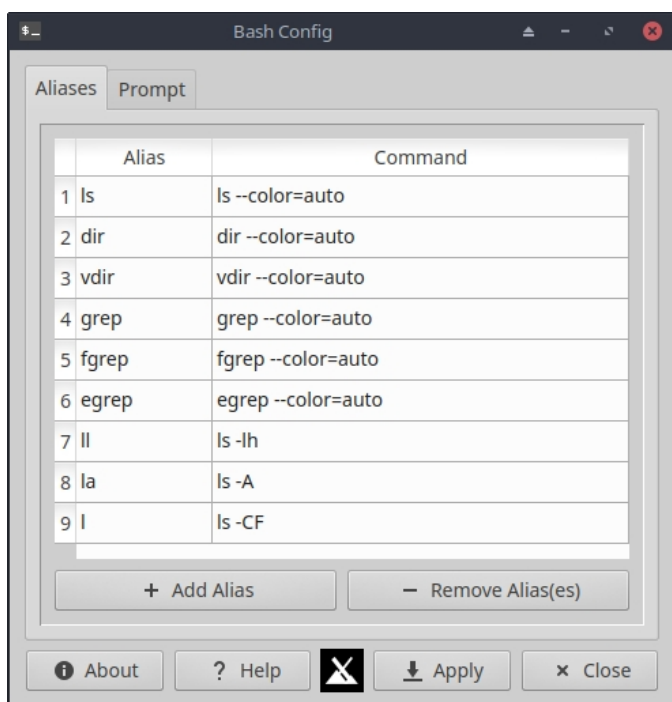 $_ Bash Config
Aliases Prompt
Alias Command
1 ls ls --color=auto
2 dir dir --color=auto
3 vdir vdir --color=auto
4 grep grep --color=auto
5 fgrep fgrep --color=auto
6 egrep egrep --color=auto
7 ll ls -lh
8 la ls -A
9 l ls -CF
+ Add Alias − Remove Alias(es)
About ? Help Apply × Close